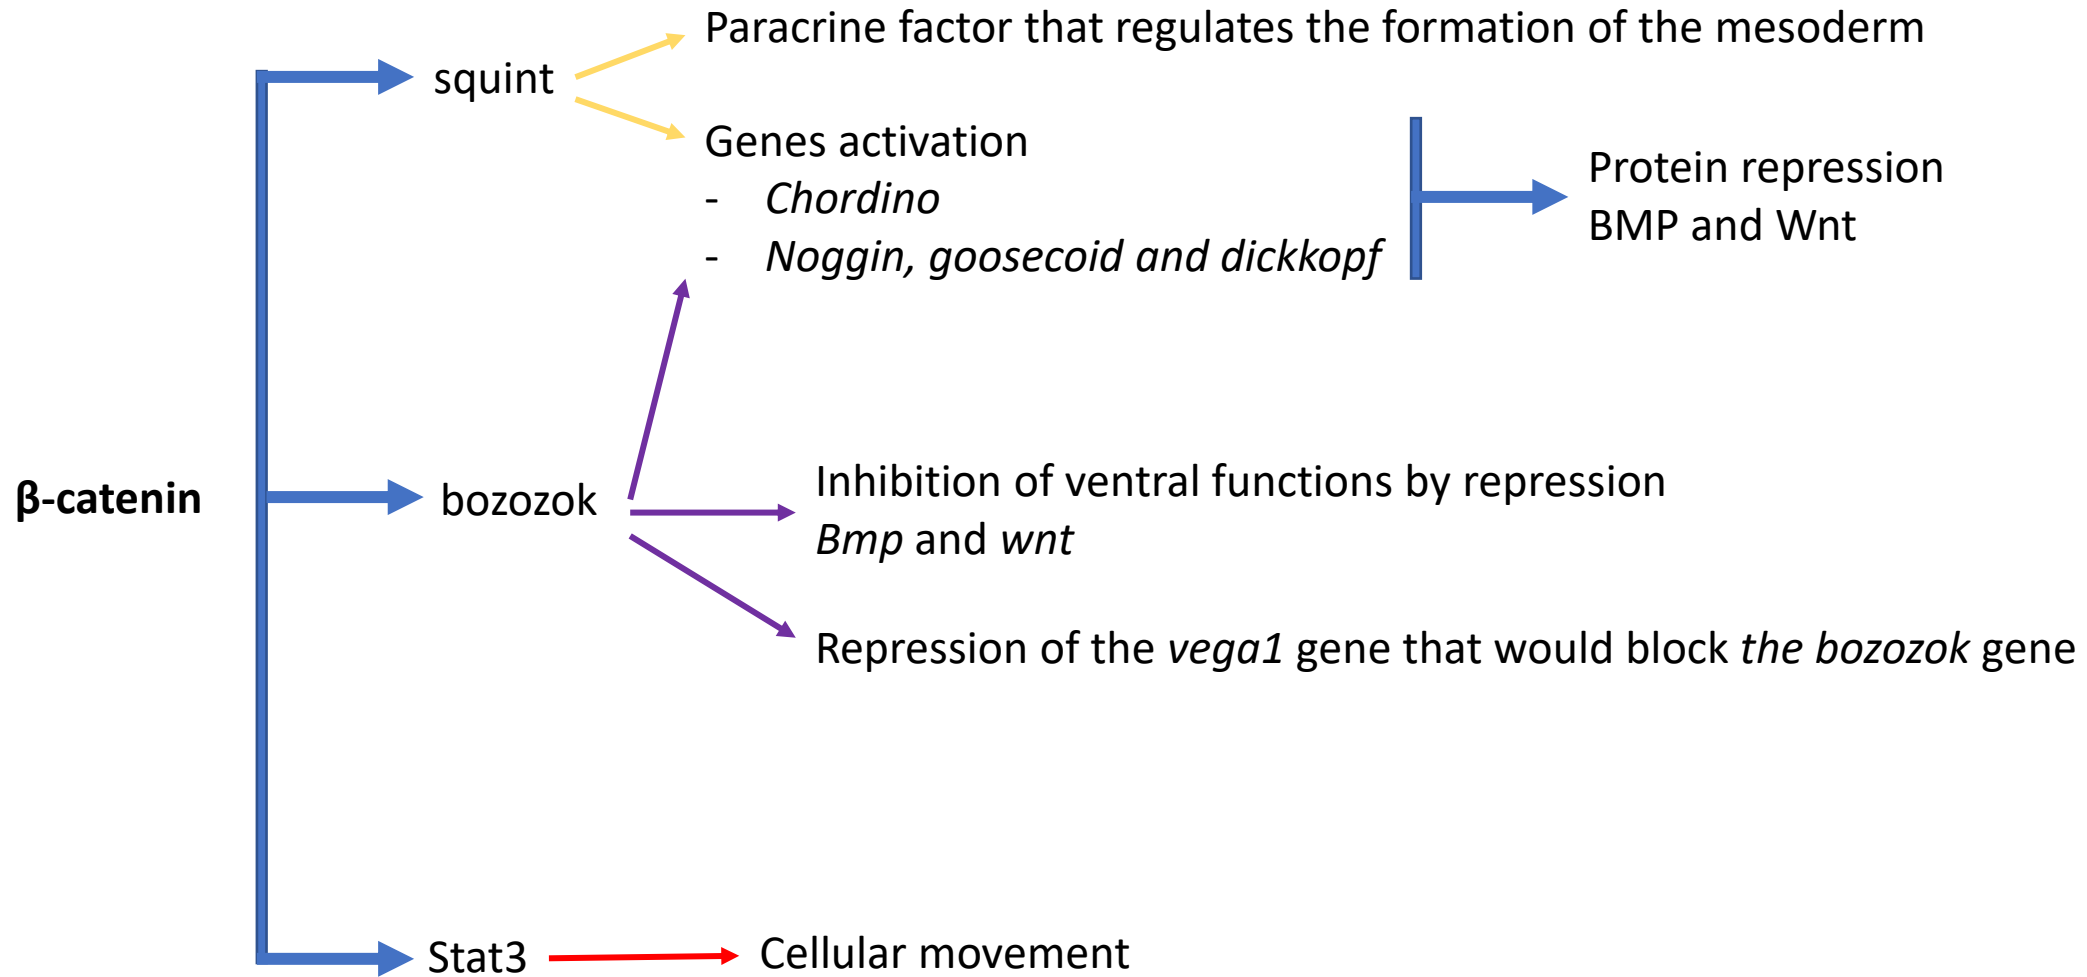 Paracrine factor that regulates the formation of the mesoderm
squint
Genes activation
- Chordino
- Noggin, goosecoid and dickkopf
Protein repression
BMP and Wnt
β-catenin
bozozok
Inhibition of ventral functions by repression
Bmp and wnt
Repression of the vega1 gene that would block the bozozok gene
Stat3
Cellular movement